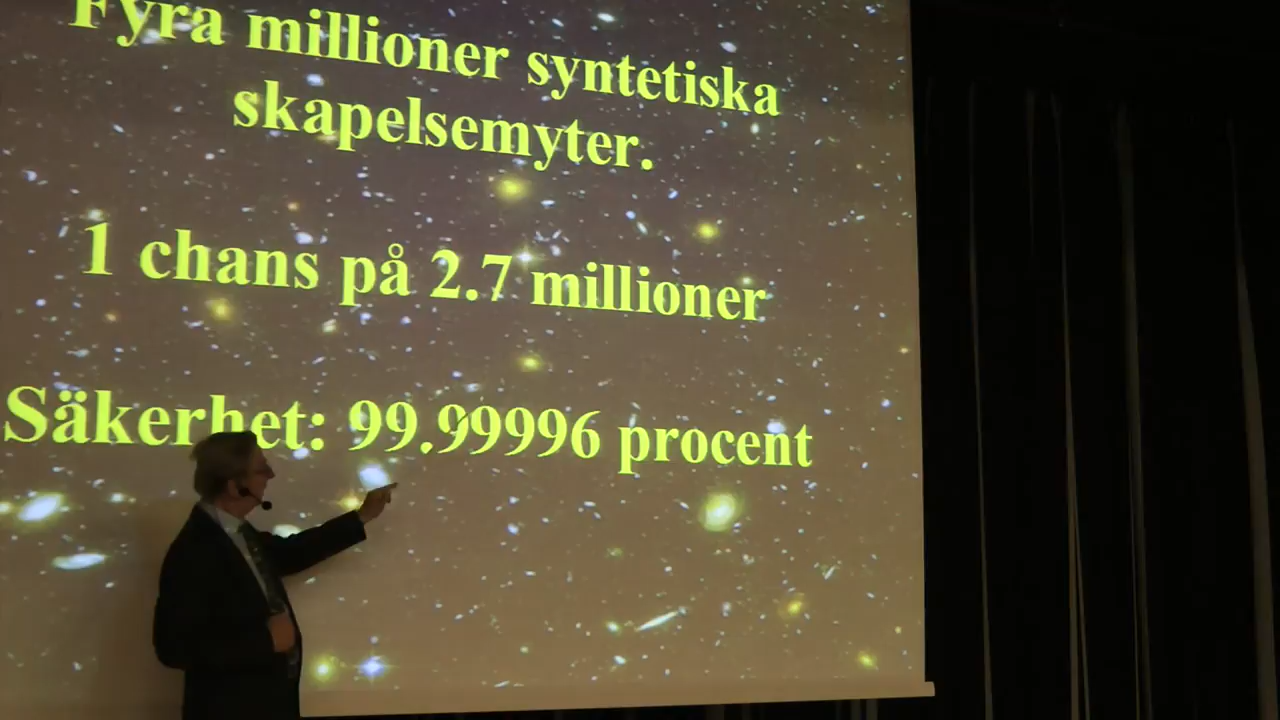 Fyra millioner syntetiska
skapelsemyter.
1 chans på 2.7 millioner
Säkerhet: 99.99996 procent